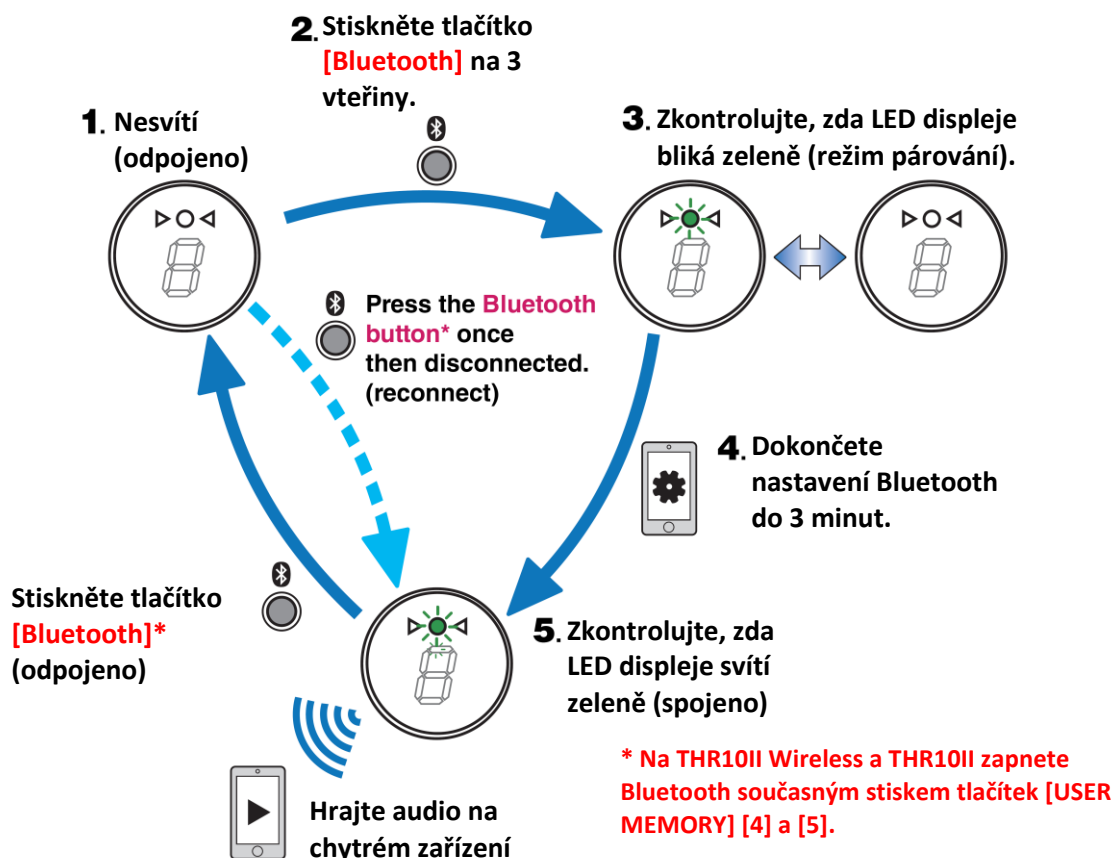 2. Stiskněte tlačítko
[Bluetooth] na 3
vteřiny.
1. Nesvítí
(odpojeno)
3. Zkontrolujte, zda LED displeje
bliká zeleně (režim párování).
Press the Bluetooth
button* once
then disconnected.
(reconnect)
4. Dokončete
nastavení Bluetooth
do 3 minut.
Stiskněte tlačítko
[Bluetooth]*
(odpojeno)
5. Zkontrolujte, zda
LED displeje svítí
zeleně (spojeno)
* Na THR10II Wireless a THR10II zapnete
Bluetooth současným stiskem tlačítek [USER
MEMORY] [4] a [5].
Hrajte audio na
chytrém zařízení